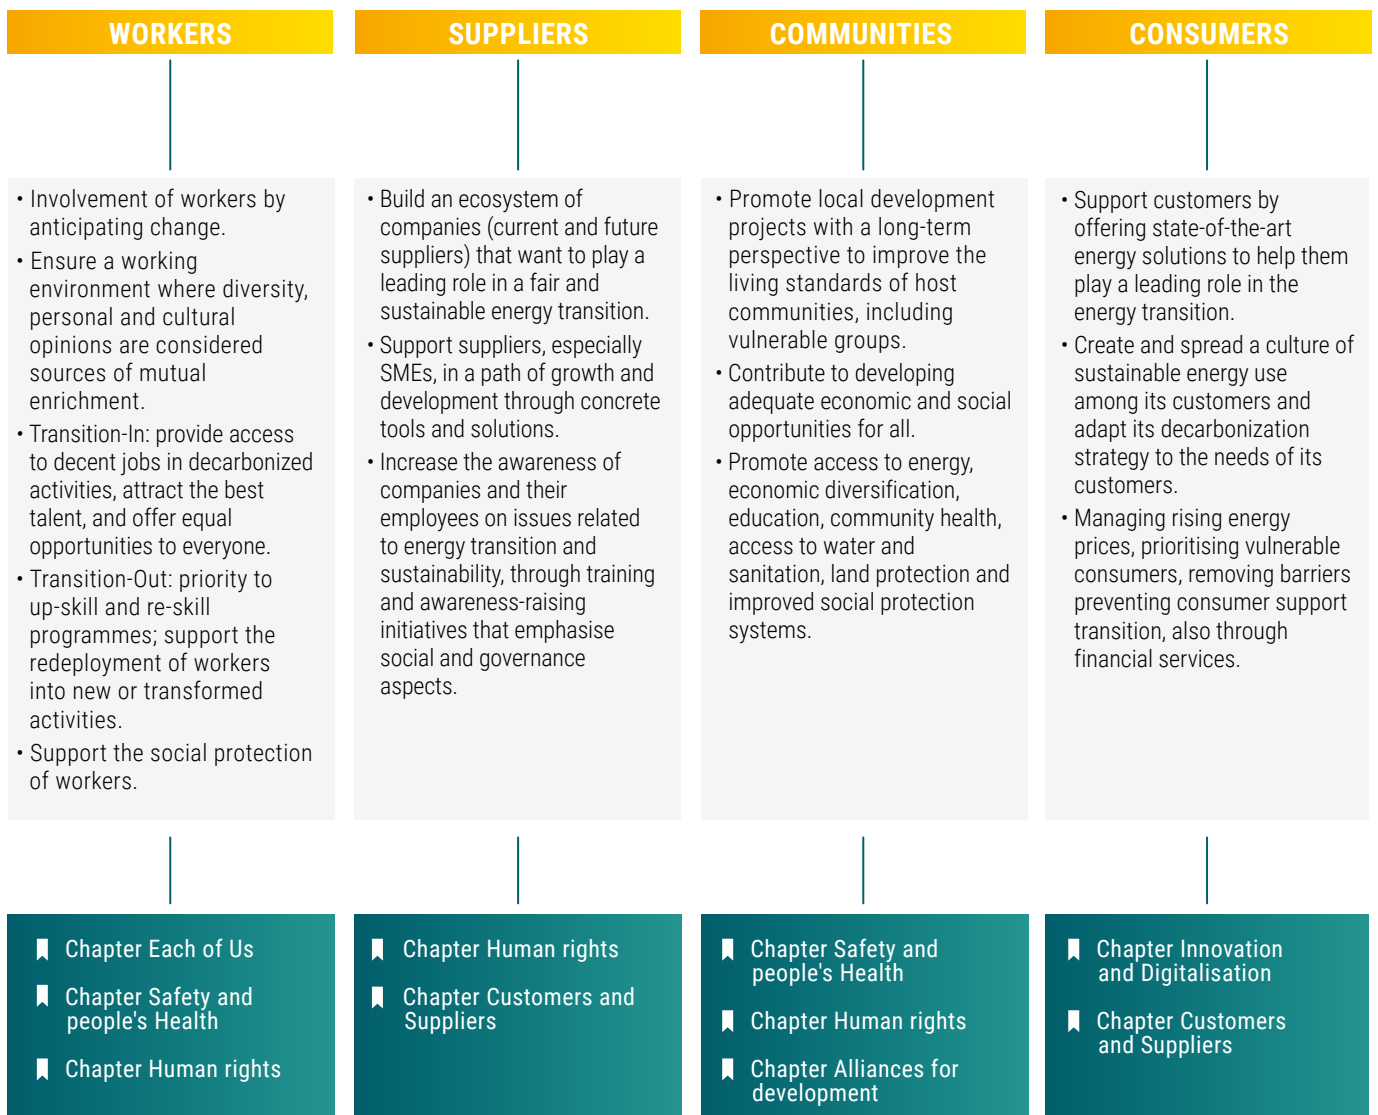 WORKERS
• Involvement of workers by
anticipating change.
• Ensure a working
environment where diversity,
personal and cultural
opinions are considered
sources of mutual
enrichment.
• Transition-In: provide access
to decent jobs in decarbonized
activities, attract the best
talent, and offer equal
opportunities to everyone.
• Transition-Out: priority to
up-skill and re-skill
programmes; support the
redeployment of workers
into new or transformed
activities.
• Support the social protection
of workers.
Chapter Each of Us
Chapter Safety and
people's Health
Chapter Human rights
SUPPLIERS
• Build an ecosystem of
companies (current and future
suppliers) that want to play a
leading role in a fair and
sustainable energy transition.
• Support suppliers, especially
SMEs, in a path of growth and
development through concrete
tools and solutions.
• Increase the awareness of
companies and their
employees on issues related
to energy transition and
sustainability, through training
and awareness-raising
initiatives that emphasise
social and governance
aspects.
Chapter Human rights
Chapter Customers and
Suppliers
COMMUNITIES
• Promote local development
projects with a long-term
perspective to improve the
living standards of host
communities, including
vulnerable groups.
• Contribute to developing
adequate economic and social
opportunities for all.
• Promote access to energy,
economic diversification,
education, community health,
access to water and
sanitation, land protection and
improved social protection
systems.
Chapter Safety and
people's Health
Chapter Human rights
Chapter Alliances for
development
CONSUMERS
• Support customers by
offering state-of-the-art
energy solutions to help them
play a leading role in the
energy transition.
• Create and spread a culture of
sustainable energy use
among its customers and
adapt its decarbonization
strategy to the needs of its
customers.
• Managing rising energy
prices, prioritising vulnerable
consumers, removing barriers
preventing consumer support
transition, also through
financial services.
Chapter Innovation
and Digitalisation
Chapter Customers
and Suppliers